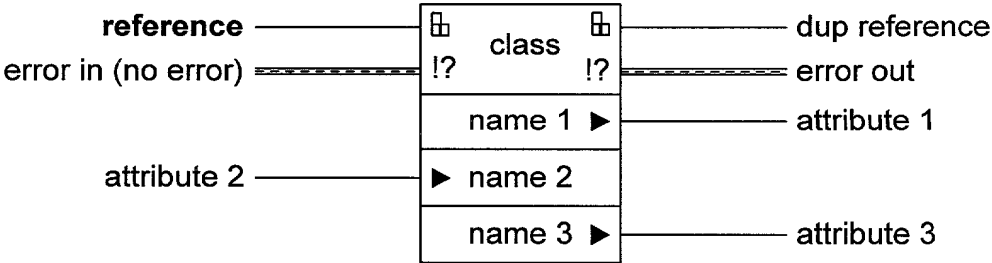 reference class dup reference
error in (no error) !? !? error out
name 1 ▶ attribute 1
attribute 2 ▶ name 2
name 3 ▶ attribute 3